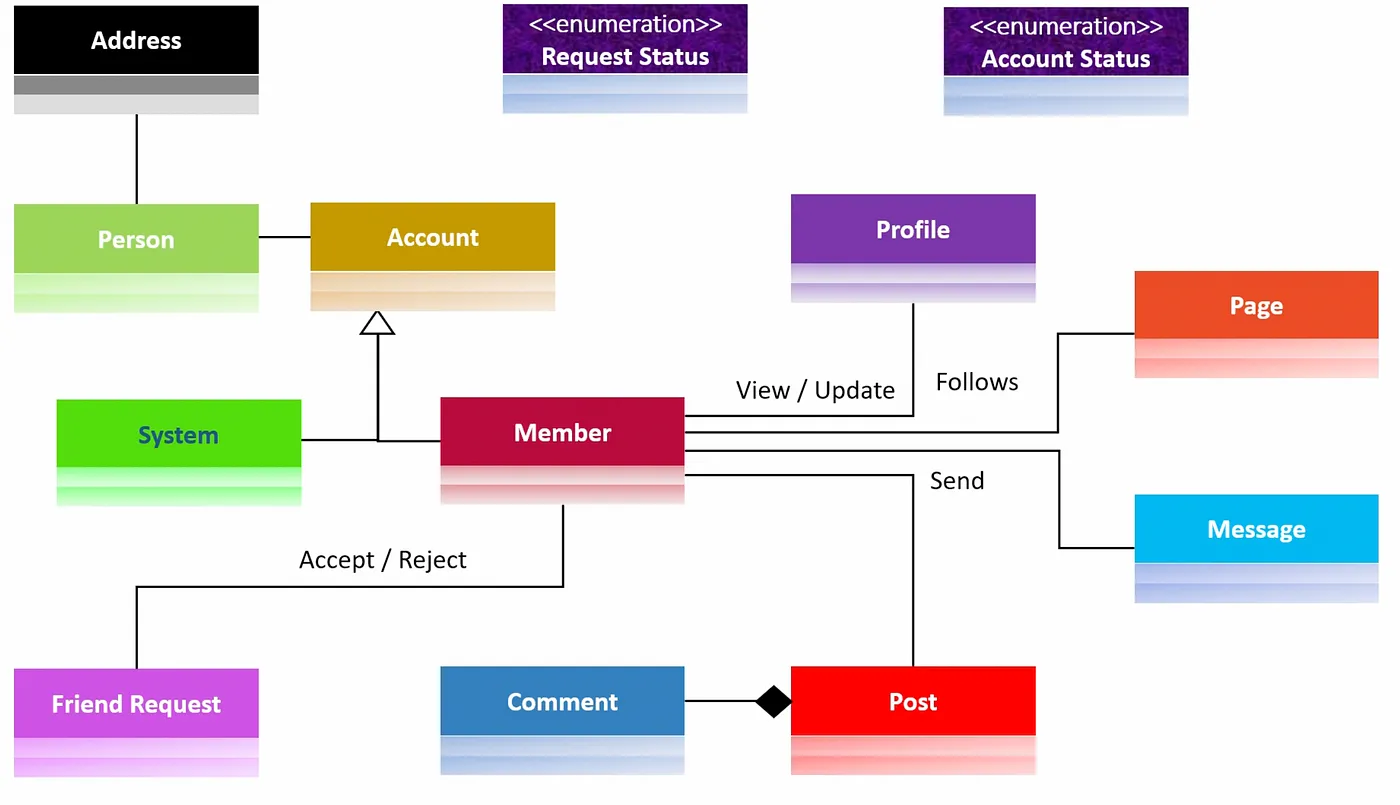 Address
<<enumeration>>
Request Status
<<enumeration>>
Account Status
Person
Account
Profile
Page
View / Update
Follows
System
Member
Send
Message
Accept / Reject
Friend Request
Comment
Post